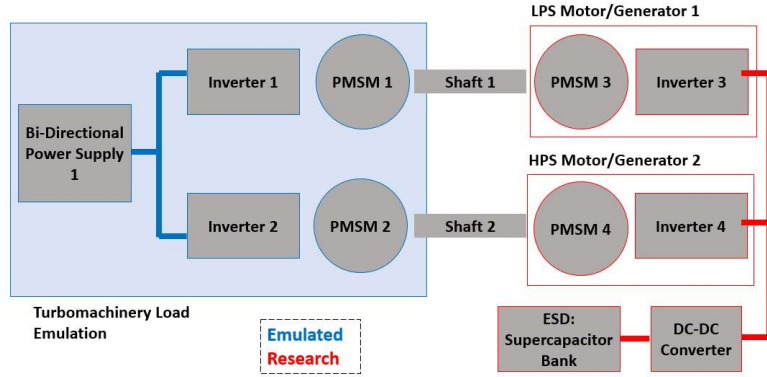 LPS Motor/Generator 1
Inverter 1
PMSM 1
Shaft 1
PMSM 3
Inverter 3
Bi-Directional
Power Supply
1
HPS Motor/Generator 2
Inverter 2
PMSM 2
Shaft 2
PMSM 4
Inverter 4
Turbomachinery Load
Emulation
Emulated
Research
ESD:
Supercapacitor
Bank
DC-DC
Converter